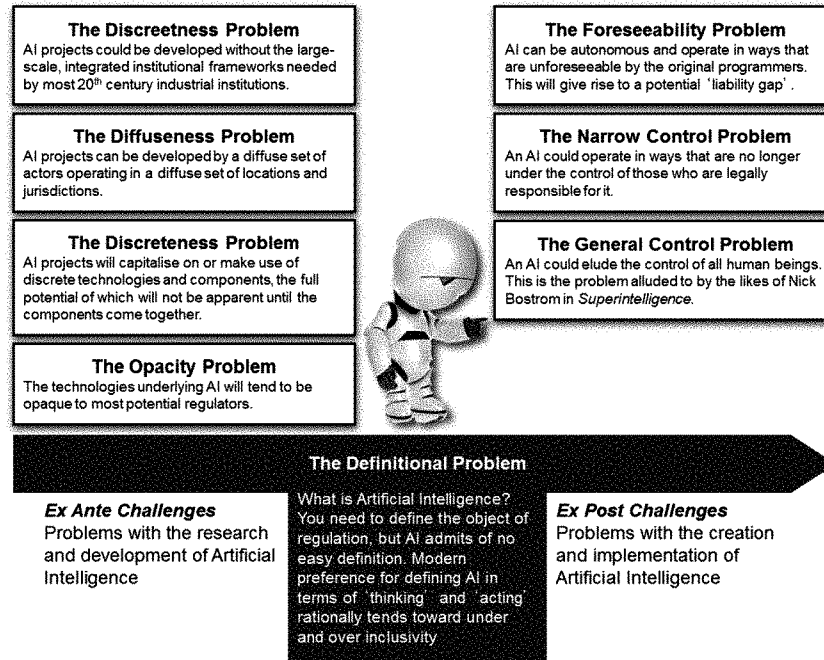 The Discreetness Problem
AI projects could be developed without the large-
scale, integrated institutional frameworks needed
by most 20th century industrial institutions.
The Diffuseness Problem
AI projects can be developed by a diffuse set of
actors operating in a diffuse set of locations and
jurisdictions.
The Discreteness Problem
AI projects will capitalise on or make use of
discrete technologies and components, the full
potential of which will not be apparent until the
components come together.
The Opacity Problem
The technologies underlying AI will tend to be
opaque to most potential regulators.
The Foreseeability Problem
AI can be autonomous and operate in ways that
are unforeseeable by the original programmers.
This will give rise to a potential 'liability gap'.
The Narrow Control Problem
An AI could operate in ways that are no longer
under the control of those who are legally
responsible for it.
The General Control Problem
An AI could elude the control of all human beings.
This is the problem alluded to by the likes of Nick
Bostrom in Superintelligence.
The Definitional Problem
Ex Ante Challenges
Problems with the research
and development of Artificial
Intelligence
What is Artificial Intelligence?
You need to define the object of
regulation, but AI admits of no
easy definition. Modern
preference for defining AI in
terms of 'thinking' and 'acting'
rationally tends toward under
and over inclusivity
Ex Post Challenges
Problems with the creation
and implementation of
Artificial Intelligence